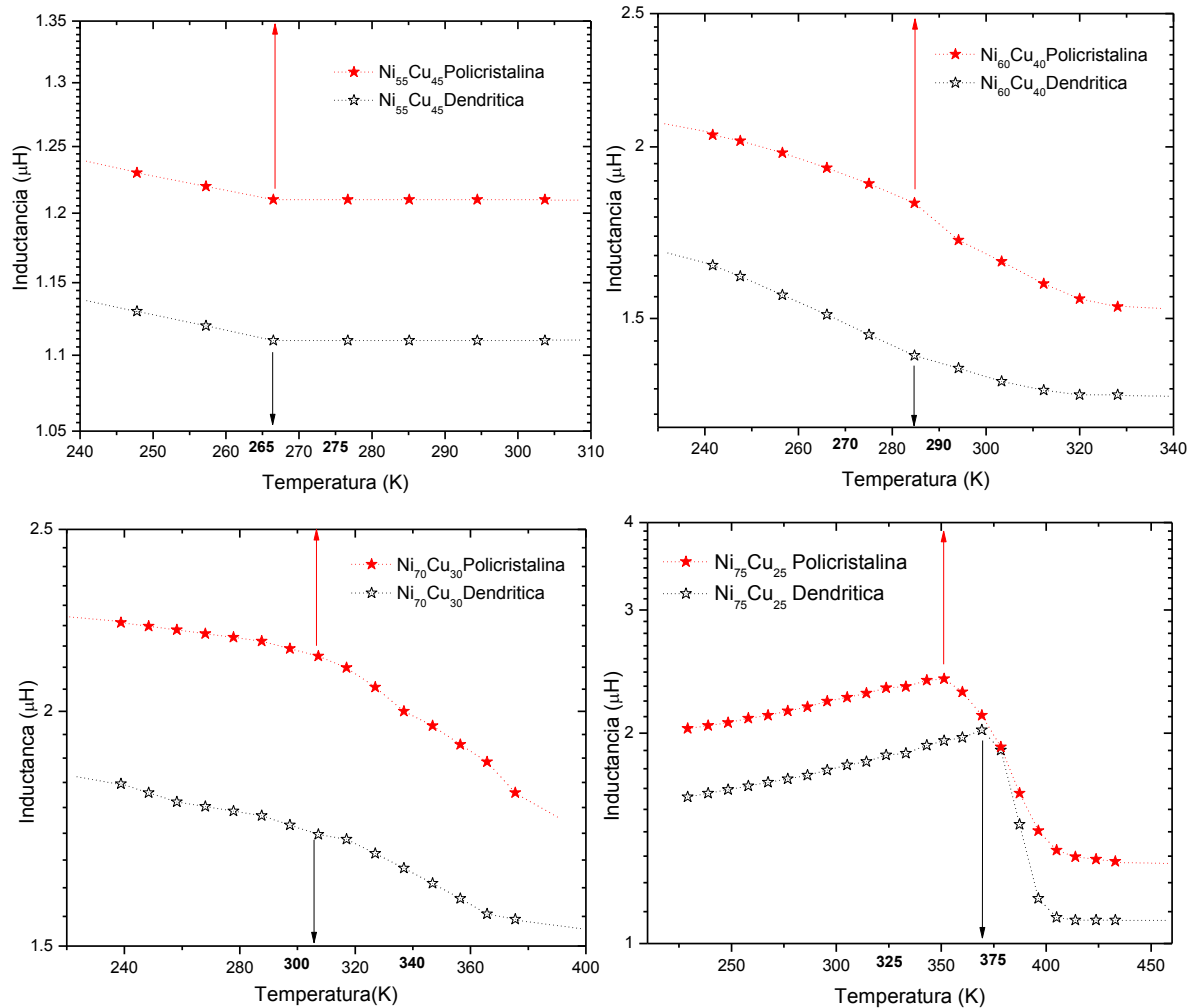 1.35
1.3
1.25
1.2
1.15
1.1
1.05
Inductancia (μH)
Ni55Cu45Policristalina
Ni55Cu45Dendritica
240 250 260 265 270 275 280 290 300 310
Temperatura (K)
2.5
2
1.5
Inductancia (μH)
Ni60Cu40Policristalina
Ni60Cu40Dendritica
240 260 270 280 290 300 320 340
Temperatura (K)
2.5
2
1.5
Inductanca (μH)
Ni70Cu30Policristalina
Ni70Cu30Dendritica
240 280 300 320 340 360 400
Temperatura(K)
4
3
2
1
Inductancia (μH)
Ni75Cu25 Policristalina
Ni75Cu25 Dendritica
250 300 325 350 375 400 450
Temperatura (K)